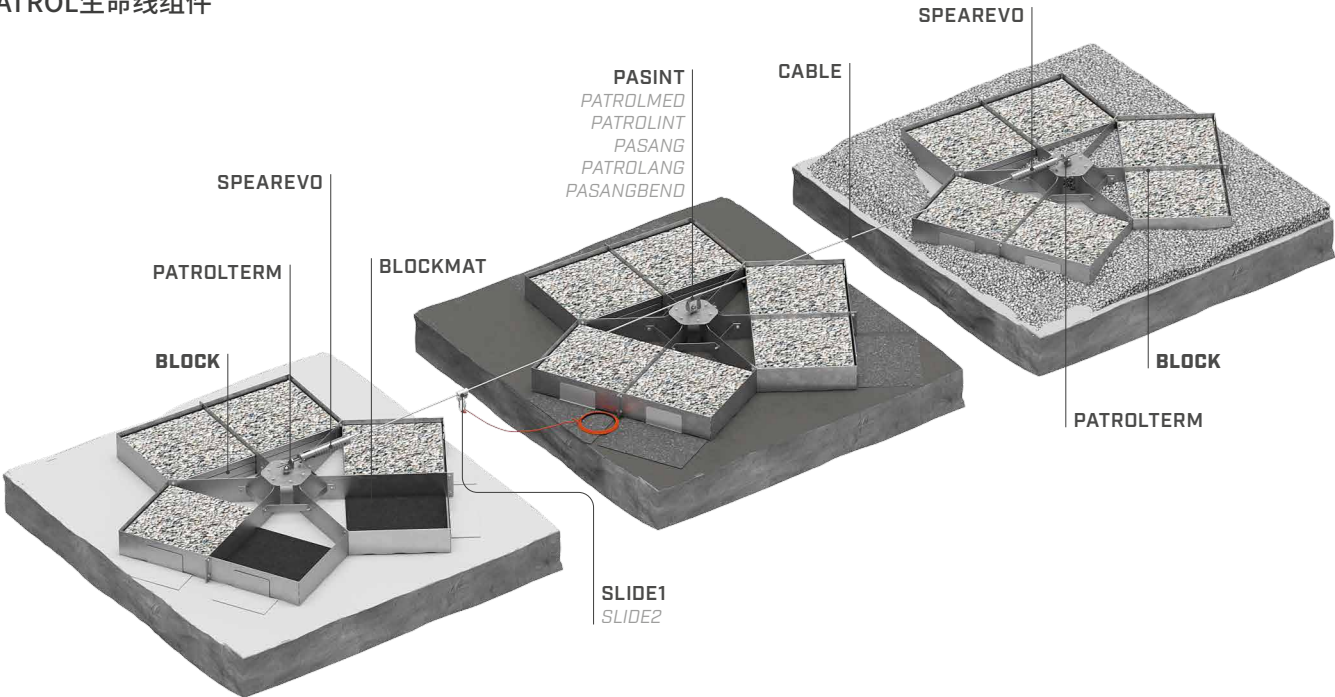 ATROL生命线组件
SPEAREVO
PASINT
PATROLMED
PATROLINT
PASANG
PATROLANG
PASANGBEND
CABLE
SPEAREVO
PATROLTERM
BLOCKMAT
BLOCK
BLOCK
PATROLTERM
SLIDE1
SLIDE2